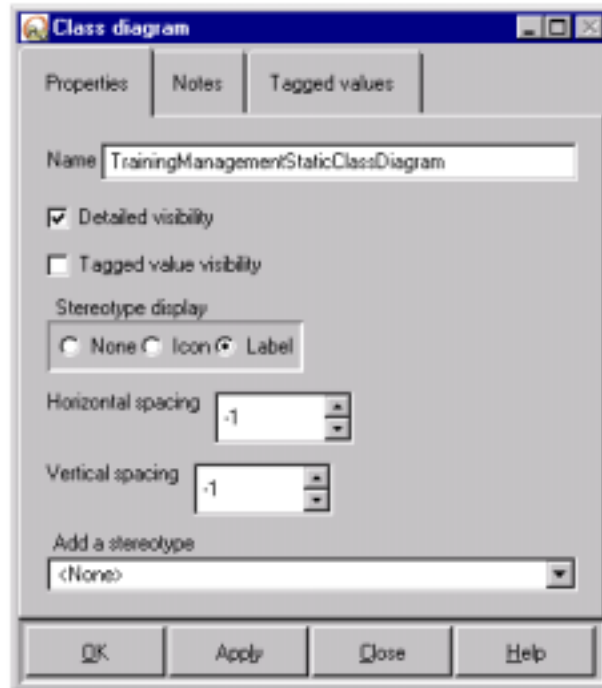 Class diagram
Properties Notes Tagged values
Name TrainingManagementStaticClassDiagram
Detailed visibility
Tagged value visibility
Stereotype display
None Icon Label
Horizontal spacing -1
Vertical spacing -1
Add a stereotype
<None>
OK Apply Close Help